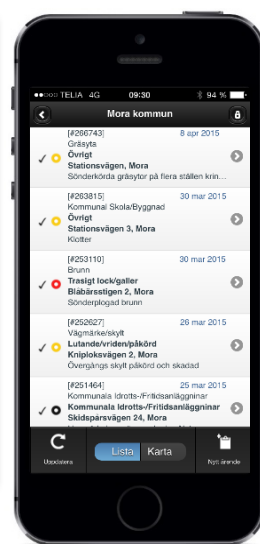 TELIA 4G 09:30 94 %
Mora kommun
[#266743] 8 apr 2015
Gräsyta
Övrigt
Stationsvägen, Mora
Sönderkörda gräsytor på flera ställen krin...
[#263815] 30 mar 2015
Kommunal Skola/Byggnad
Övrigt
Stationsvägen 3, Mora
Klotter
[#253110] 30 mar 2015
Brunn
Trasigt lock/galler
Blåbärsstigen 2, Mora
Sönderplogad brunn
[#252627] 26 mar 2015
Vägmärke/skylt
Lutande/vriden/påkörd
Kniploksvägen 2, Mora
Övergångs skylt påkörd och skadad
[#251464] 25 mar 2015
Kommunala Idrotts-/Fritidsanläggninar
Kommunala Idrotts-/Fritidsanläggninar
Skidspårsvägen 24, Mora
Uppdatera Lista Karta Nytt ärende